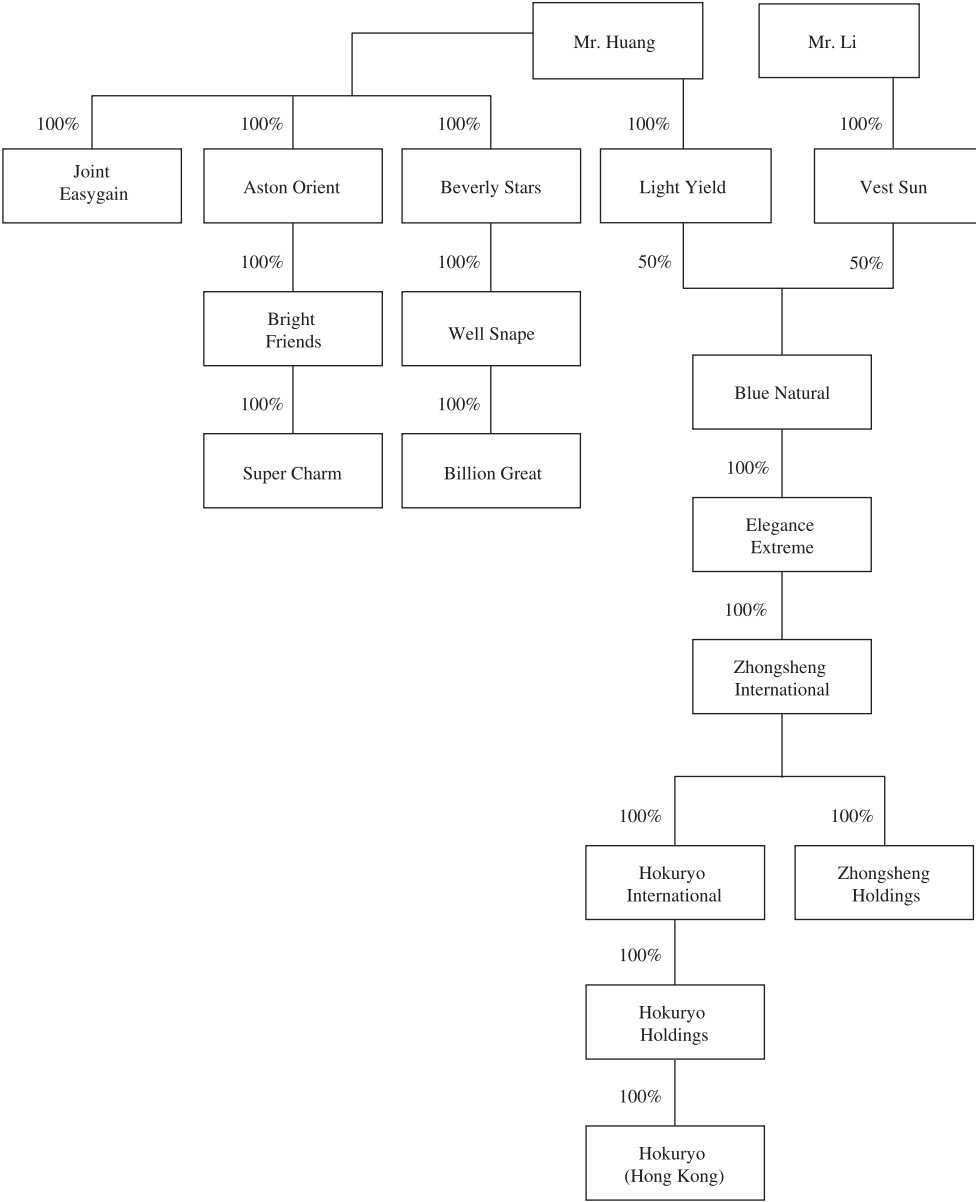 Mr. Huang
Mr. Li
100%
100%
100%
100%
100%
Joint
Easygain
Aston Orient
Beverly Stars
Light Yield
Vest Sun
100%
100%
50%
50%
Bright
Friends
Well Snape
Blue Natural
100%
100%
Super Charm
Billion Great
100%
Elegance
Extreme
100%
Zhongsheng
International
100%
100%
Hokuryo
International
Zhongsheng
Holdings
100%
Hokuryo
Holdings
100%
Hokuryo
(Hong Kong)